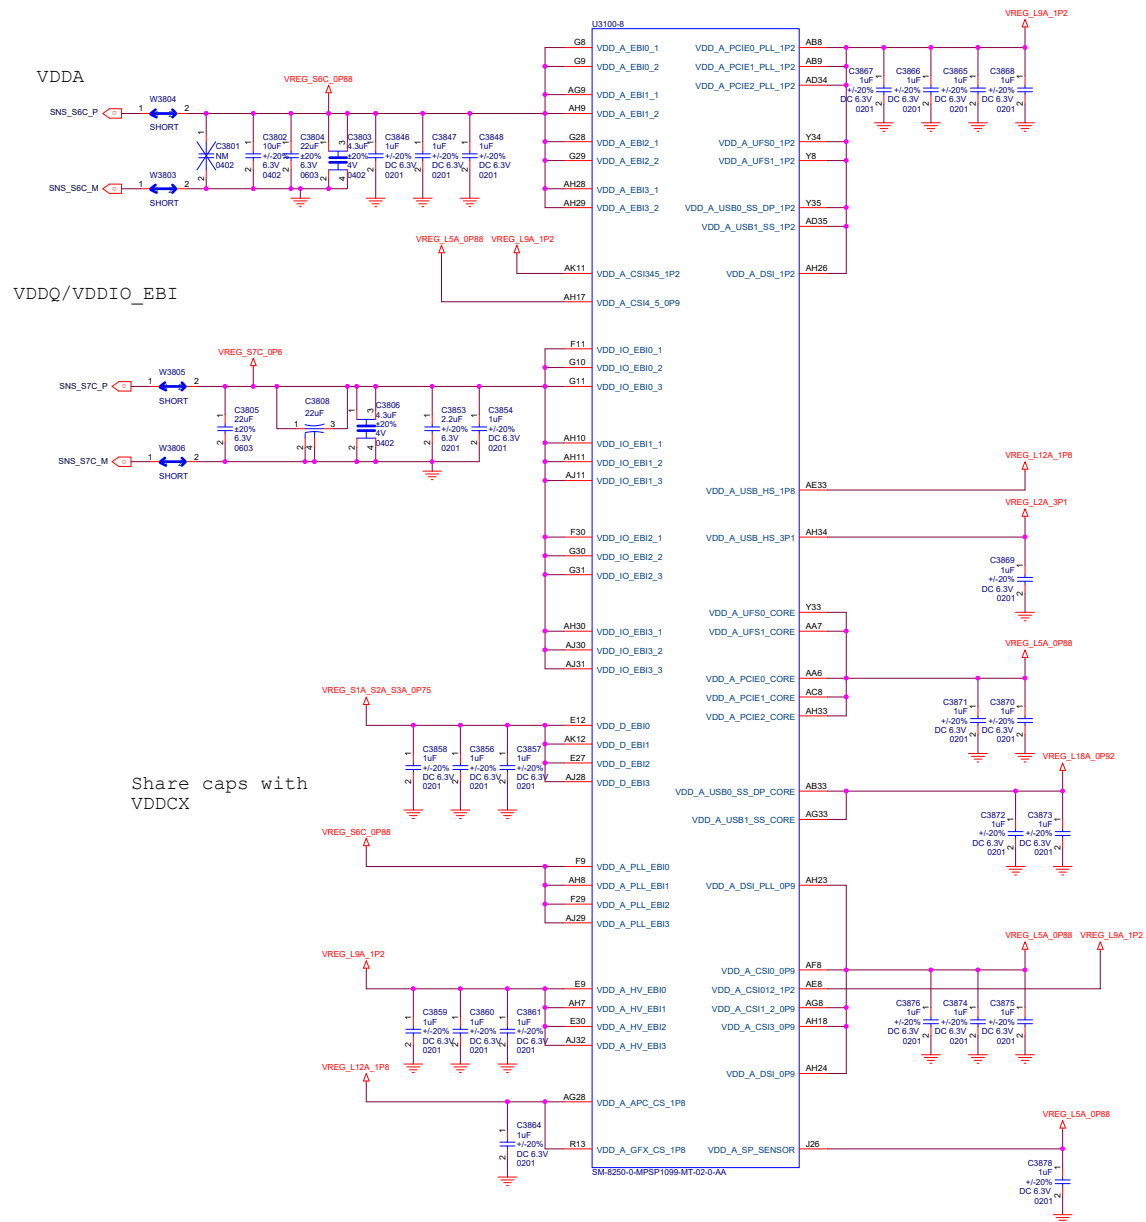 U3100-8
VREG_L9A_1P2
VDDA
VREG_S6C_0P88
SNS_S6C_P
1 W3804 2
SHORT
C3801
NM
0402
C3802
10uF
+/-20%
6.3V
0402
C3804
22uF
±20%
6.3V
0603
C3803
4.3uF
±20%
4V
0402
C3846
1uF
+/-20%
DC 6.3V
0201
C3847
1uF
+/-20%
DC 6.3V
0201
C3848
1uF
+/-20%
DC 6.3V
0201
SNS_S6C_M
1 W3803 2
SHORT
G8 VDD_A_EBI0_1
G9 VDD_A_EBI0_2
AG9 VDD_A_EBI1_1
AH9 VDD_A_EBI1_2
G28 VDD_A_EBI2_1
G29 VDD_A_EBI2_2
AH28 VDD_A_EBI3_1
AH29 VDD_A_EBI3_2
VREG_L5A_0P88
VREG_L9A_1P2
AK11 VDD_A_CSI345_1P2
AH17 VDD_A_CSI4_5_0P9
VDDQ/VDDIO_EBI
VREG_S7C_0P6
SNS_S7C_P
1 W3805 2
SHORT
C3805
22uF
±20%
6.3V
0603
C3808
22uF
1 3
2 4
C3806
4.3uF
±20%
4V
0402
C3853
2.2uF
+/-20%
6.3V
0201
C3854
1uF
+/-20%
DC 6.3V
0201
SNS_S7C_M
1 W3806 2
SHORT
F11 VDD_IO_EBI0_1
G10 VDD_IO_EBI0_2
G11 VDD_IO_EBI0_3
AH10 VDD_IO_EBI1_1
AH11 VDD_IO_EBI1_2
AJ11 VDD_IO_EBI1_3
F30 VDD_IO_EBI2_1
G30 VDD_IO_EBI2_2
G31 VDD_IO_EBI2_3
AH30 VDD_IO_EBI3_1
AJ30 VDD_IO_EBI3_2
AJ31 VDD_IO_EBI3_3
VREG_S1A_S2A_S3A_0P75
E12 VDD_D_EBI0
AK12 VDD_D_EBI1
E27 VDD_D_EBI2
AJ28 VDD_D_EBI3
C3858
1uF
+/-20%
DC 6.3V
0201
C3856
1uF
+/-20%
DC 6.3V
0201
C3857
1uF
+/-20%
DC 6.3V
0201
Share caps with
VDDCX
VREG_S6C_0P88
F9 VDD_A_PLL_EBI0
AH8 VDD_A_PLL_EBI1
F29 VDD_A_PLL_EBI2
AJ29 VDD_A_PLL_EBI3
VREG_L9A_1P2
E9 VDD_A_HV_EBI0
AH7 VDD_A_HV_EBI1
E30 VDD_A_HV_EBI2
AJ32 VDD_A_HV_EBI3
C3859
1uF
+/-20%
DC 6.3V
0201
C3860
1uF
+/-20%
DC 6.3V
0201
C3861
1uF
+/-20%
DC 6.3V
0201
VREG_L12A_1P8
AG28 VDD_A_APC_CS_1P8
C3864
1uF
+/-20%
DC 6.3V
0201
R13 VDD_A_GFX_CS_1P8
SM-8250-0-MPSP1099-MT-02-0-AA
VDD_A_PCIE0_PLL_1P2 AB8
VDD_A_PCIE1_PLL_1P2 AB9
VDD_A_PCIE2_PLL_1P2 AD34
VDD_A_UFS0_1P2 Y34
VDD_A_UFS1_1P2 Y8
VDD_A_USB0_SS_DP_1P2 Y35
VDD_A_USB1_SS_1P2 AD35
VDD_A_DSI_1P2 AH26
C3867
1uF
+/-20%
DC 6.3V
0201
C3866
1uF
+/-20%
DC 6.3V
0201
C3865
1uF
+/-20%
DC 6.3V
0201
C3868
1uF
+/-20%
DC 6.3V
0201
VREG_L12A_1P8
VDD_A_USB_HS_1P8 AE33
VREG_L2A_3P1
VDD_A_USB_HS_3P1 AH34
C3869
1uF
+/-20%
DC 6.3V
0201
VDD_A_UFS0_CORE Y33
VDD_A_UFS1_CORE AA7
VREG_L5A_0P88
VDD_A_PCIE0_CORE AA6
VDD_A_PCIE1_CORE AC8
VDD_A_PCIE2_CORE AH33
C3871
1uF
+/-20%
DC 6.3V
0201
C3870
1uF
+/-20%
DC 6.3V
0201
VREG_L18A_0P92
VDD_A_USB0_SS_DP_CORE AB33
VDD_A_USB1_SS_CORE AG33
C3872
1uF
+/-20%
DC 6.3V
0201
C3873
1uF
+/-20%
DC 6.3V
0201
VDD_A_DSI_PLL_0P9 AH23
VREG_L5A_0P88
VREG_L9A_1P2
VDD_A_CSI0_0P9 AF8
VDD_A_CSI012_1P2 AE8
VDD_A_CSI1_2_0P9 AG8
VDD_A_CSI3_0P9 AH18
VDD_A_DSI_0P9 AH24
C3876
1uF
+/-20%
DC 6.3V
0201
C3874
1uF
+/-20%
DC 6.3V
0201
C3875
1uF
+/-20%
DC 6.3V
0201
VREG_L5A_0P88
VDD_A_SP_SENSOR J26
C3878
1uF
+/-20%
DC 6.3V
0201